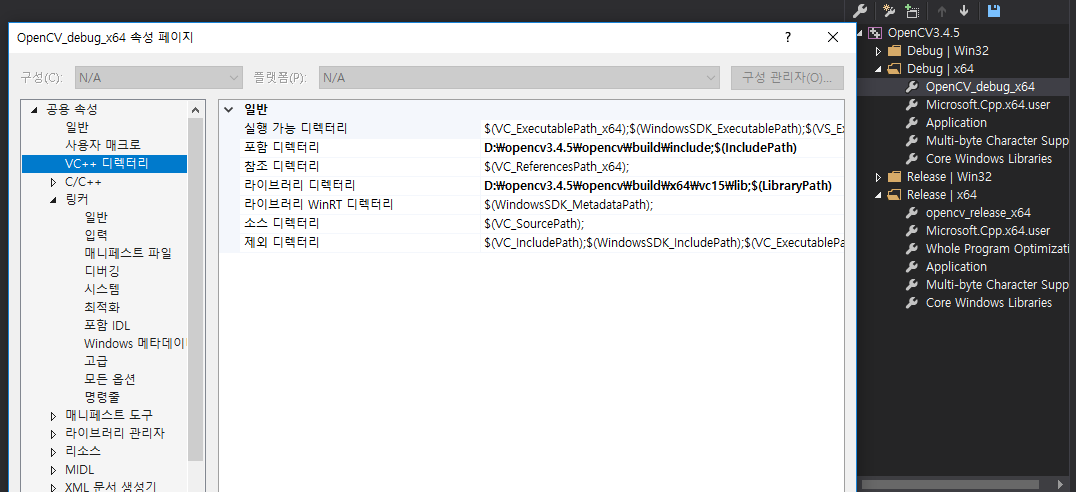 OpenCV_debug_x64 속성 페이지
?
구성(C):
N/A
플랫폼(P):
N/A
구성 관리자(O)...
공용 속성
일반
사용자 매크로
VC++ 디렉터리
C/C++
링커
일반
입력
매니페스트 파일
디버깅
시스템
최적화
포함 IDL
Windows 메타데이
고급
모든 옵션
명령줄
매니페스트 도구
라이브러리 관리자
리소스
MIDL
XML 문서 생성기
일반
실행 가능 디렉터리 $(VC_ExecutablePath_x64);$(WindowsSDK_ExecutablePath);$(VS_Ex
포함 디렉터리 D:₩opencv3.4.5₩opencv₩build₩include;$(IncludePath)
참조 디렉터리 $(VC_ReferencesPath_x64);
라이브러리 디렉터리 D:₩opencv3.4.5₩opencv₩build₩x64₩vc15₩lib;$(LibraryPath)
라이브러리 WinRT 디렉터리 $(WindowsSDK_MetadataPath);
소스 디렉터리 $(VC_SourcePath);
제외 디렉터리 $(VC_IncludePath);$(WindowsSDK_IncludePath);$(VC_ExecutablePa
OpenCV3.4.5
Debug | Win32
Debug | x64
OpenCV_debug_x64
Microsoft.Cpp.x64.user
Application
Multi-byte Character Supp
Core Windows Libraries
Release | Win32
Release | x64
opencv_release_x64
Microsoft.Cpp.x64.user
Whole Program Optimizati
Application
Multi-byte Character Supp
Core Windows Libraries